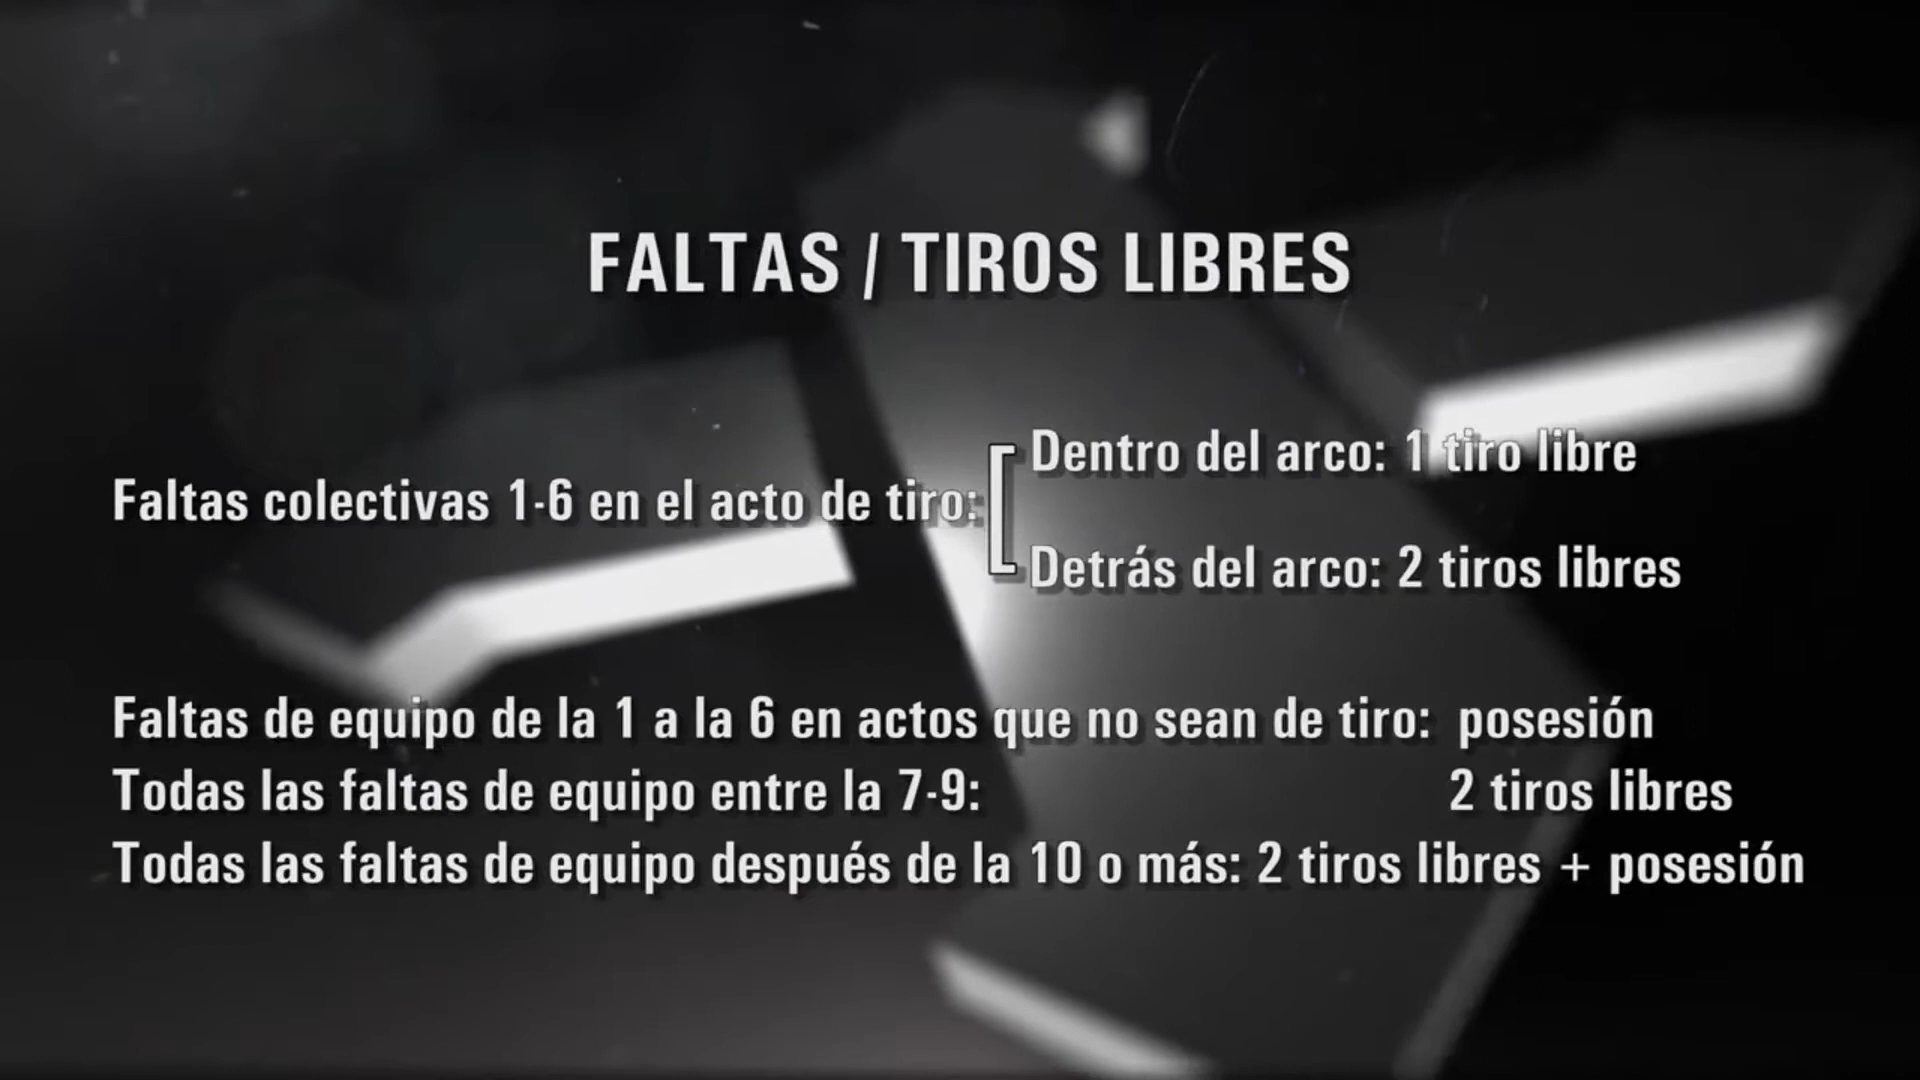 FALTAS / TIROS LIBRES
Faltas colectivas 1-6 en el acto de tiro:
Dentro del arco: 1 tiro libre
Detrás del arco: 2 tiros libres
Faltas de equipo de la 1 a la 6 en actos que no sean de tiro: posesión
Todas las faltas de equipo entre la 7-9: 2 tiros libres
Todas las faltas de equipo después de la 10 o más: 2 tiros libres + posesión